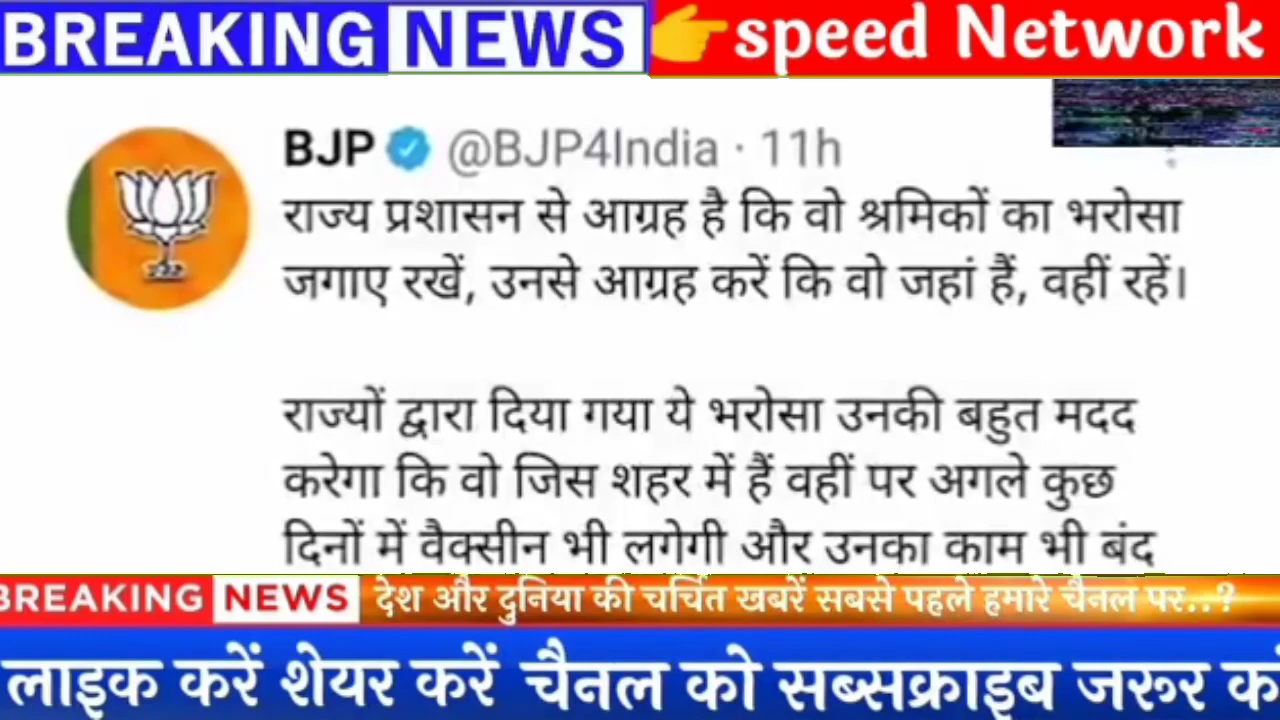 BREAKING NEWS 👉 speed Network
BJP @BJP4India · 11h
राज्य प्रशासन से आग्रह है कि वो श्रमिकों का भरोसा
जगाए रखें, उनसे आग्रह करें कि वो जहां हैं, वहीं रहें।
राज्यों द्वारा दिया गया ये भरोसा उनकी बहुत मदद
करेगा कि वो जिस शहर में हैं वहीं पर अगले कुछ
दिनों में वैक्सीन भी लगेगी और उनका काम भी बंद
BREAKING NEWS देश और दुनिया की चर्चित खबरें सबसे पहले हमारे चैनल पर..?
लाइक करें शेयर करें चैनल को सब्सक्राइब जरूर